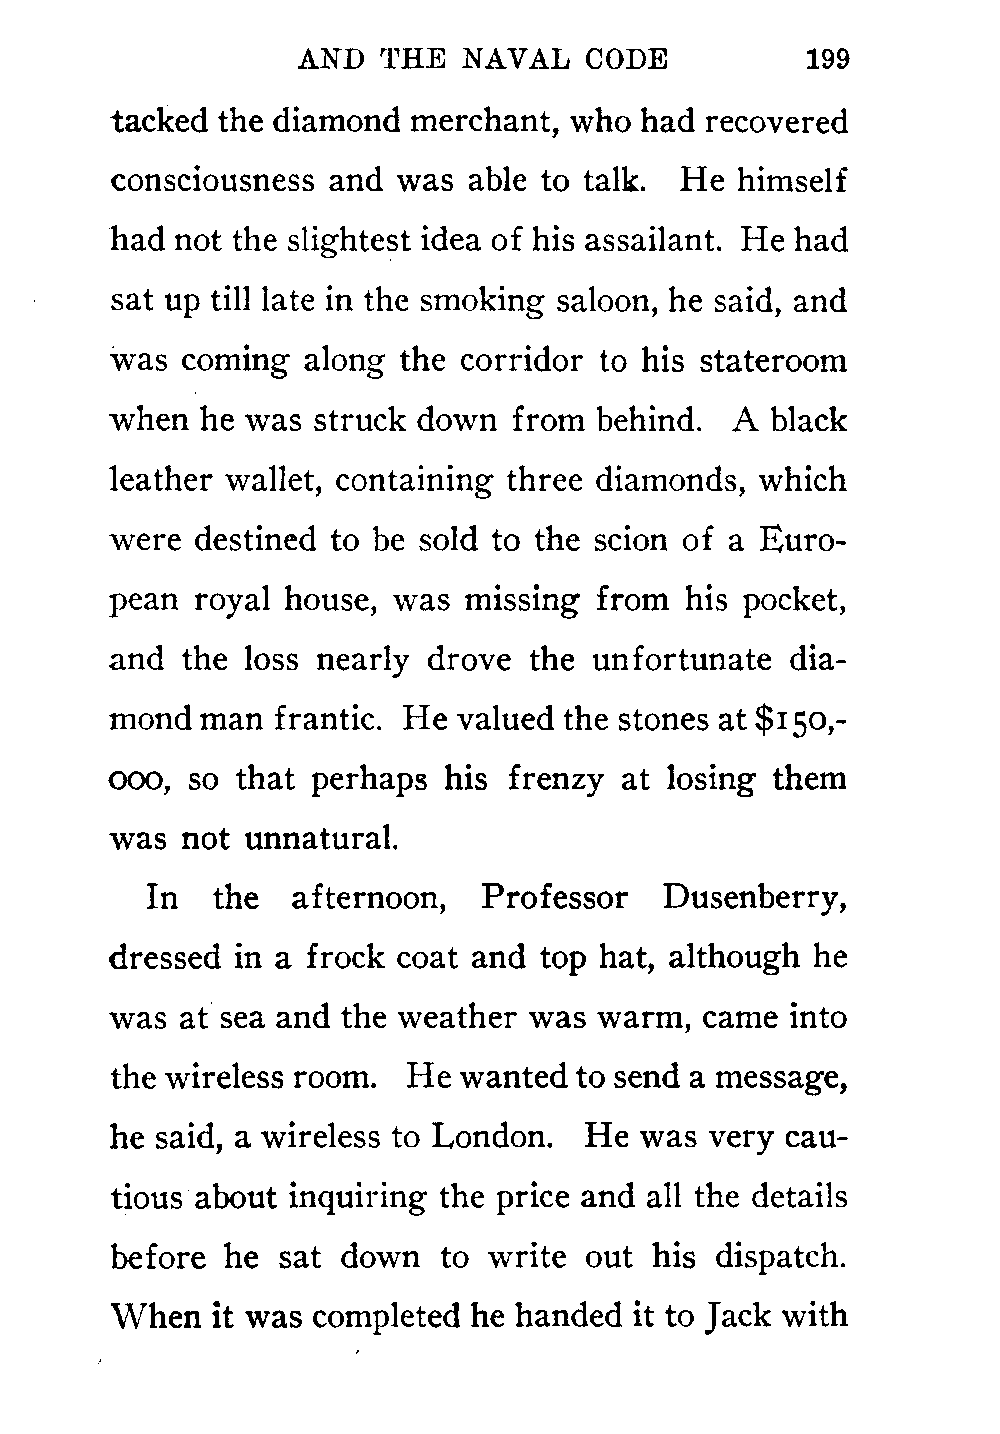 AND THE NAVAL CODE 199
tacked the diamond merchant, who had recovered
consciousness and was able to talk. He himself
had not the slightest idea of his assailant. He had
sat up till late in the smoking saloon, he said, and
was coming along the corridor to his stateroom
when he was struck down from behind. A black
leather wallet, containing three diamonds, which
were destined to be sold to the scion of a Euro-
pean royal house, was missing from his pocket,
and the loss nearly drove the unfortunate dia-
mond man frantic. He valued the stones at $150,-
000, so that perhaps his frenzy at losing them
was not unnatural.
In the afternoon, Professor Dusenberry,
dressed in a frock coat and top hat, although he
was at sea and the weather was warm, came into
the wireless room. He wanted to send a message,
he said, a wireless to London. He was very cau-
tious about inquiring the price and all the details
before he sat down to write out his dispatch.
When it was completed he handed it to Jack with